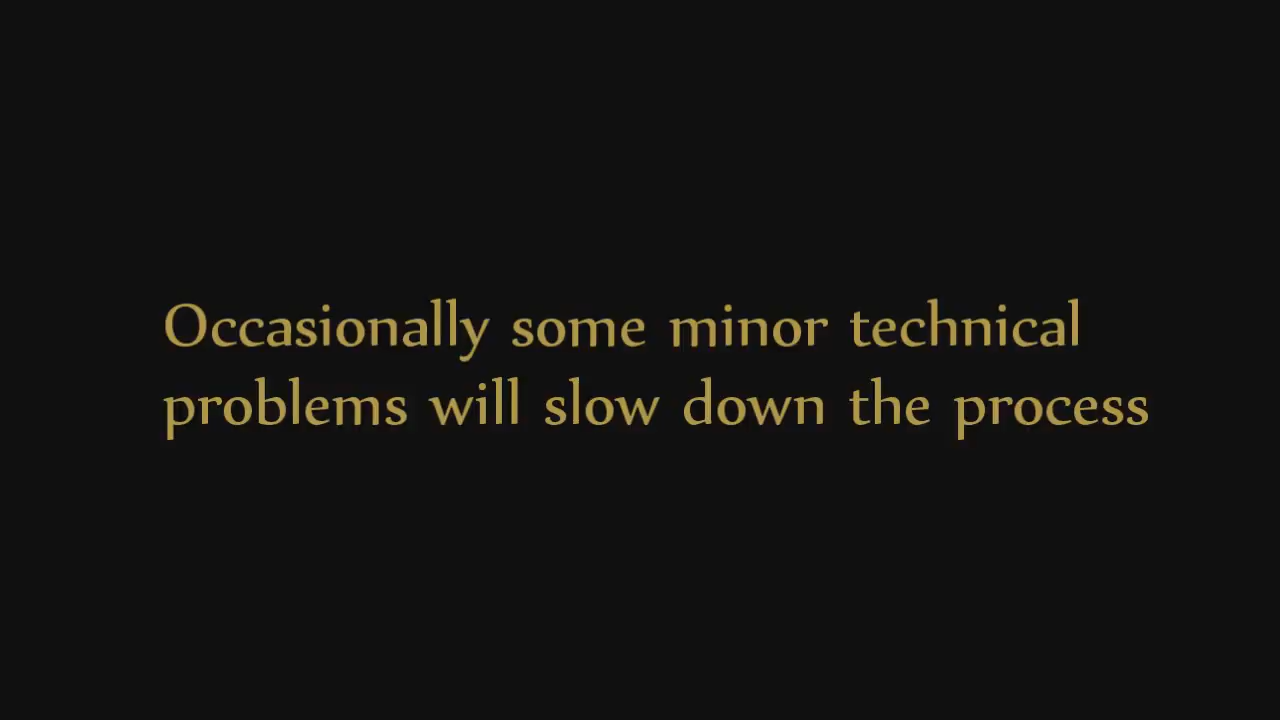 Occasionally some minor technical
problems will slow down the process